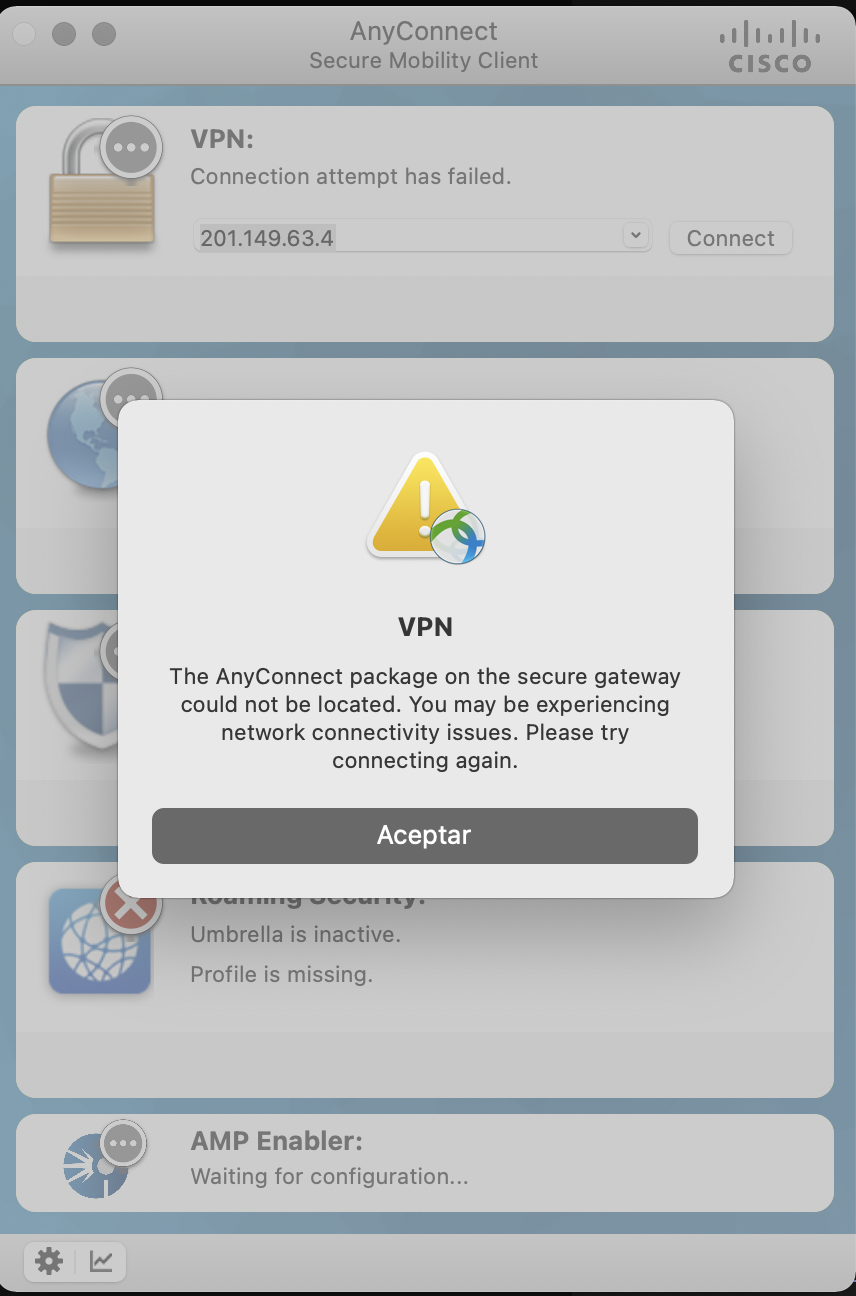 AnyConnect
Secure Mobility Client
CISCO
VPN:
Connection attempt has failed.
201.149.63.4
Connect
VPN
The AnyConnect package on the secure gateway
could not be located. You may be experiencing
network connectivity issues. Please try
connecting again.
Aceptar
Roaming Security:
Umbrella is inactive.
Profile is missing.
AMP Enabler:
Waiting for configuration...